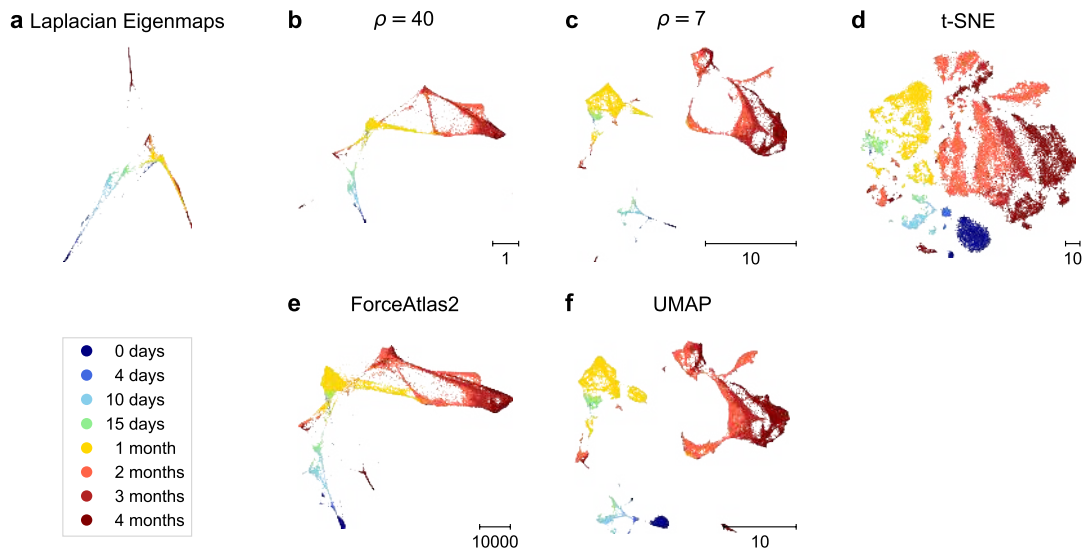 a Laplacian Eigenmaps
b ρ = 40
c ρ = 7
d t-SNE
1
10
10
e ForceAtlas2
f UMAP
0 days
4 days
10 days
15 days
1 month
2 months
3 months
4 months
10000
10